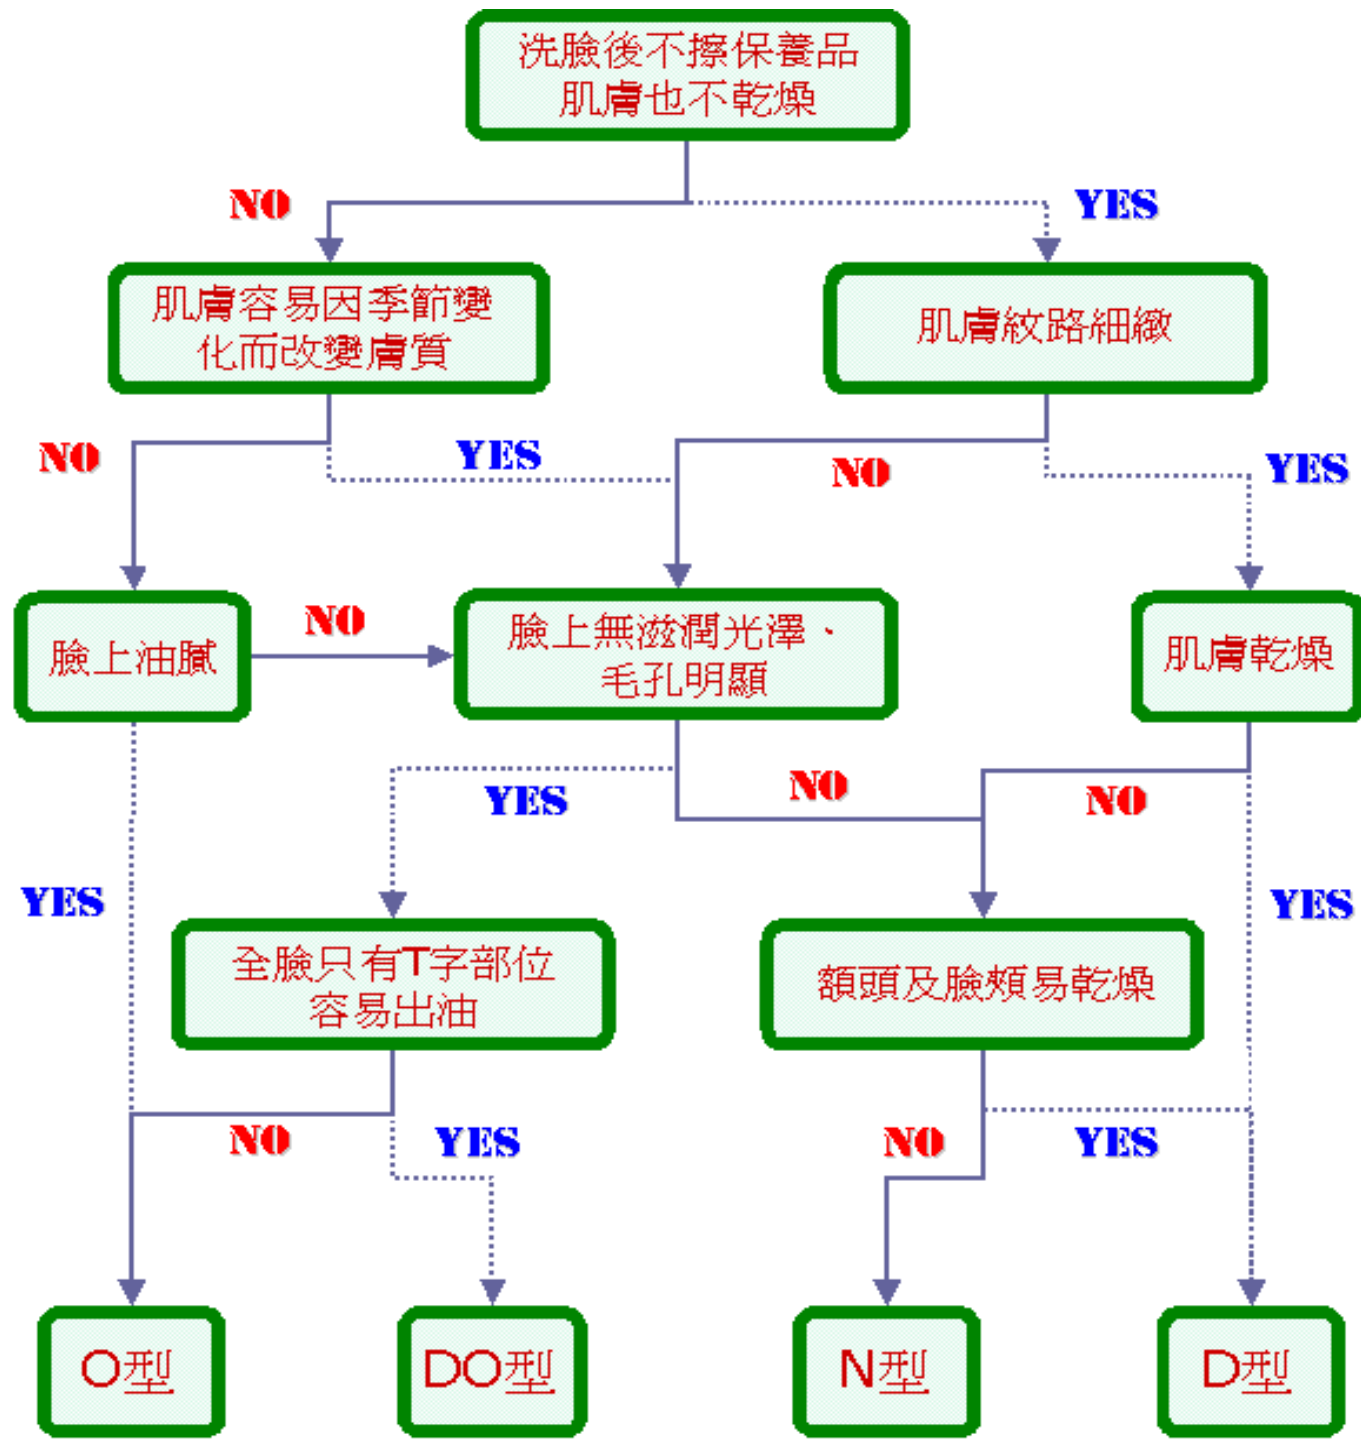 洗臉後不擦保養品
肌膚也不乾燥
NO
YES
肌膚容易因季節變
化而改變膚質
肌膚紋路細緻
NO
YES
NO
YES
臉上油膩
NO
臉上無滋潤光澤、
毛孔明顯
肌膚乾燥
YES
NO
NO
YES
YES
全臉只有T字部位
容易出油
額頭及臉頰易乾燥
NO
YES
NO
YES
O型
DO型
N型
D型